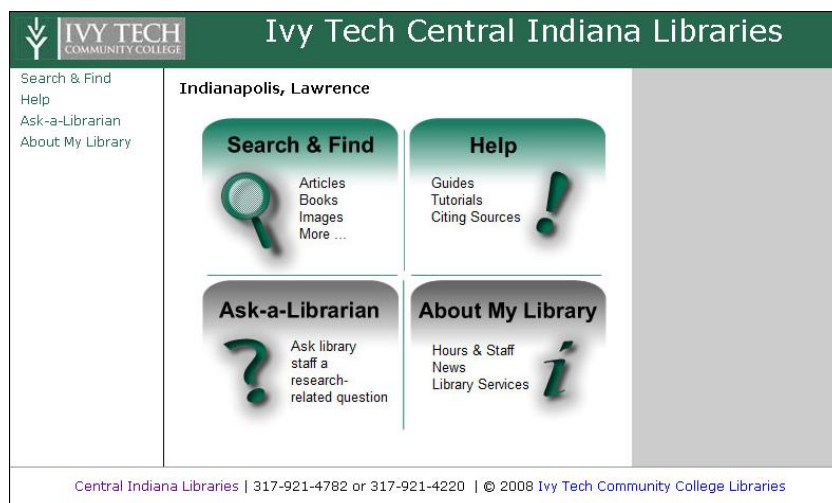 IVY TECH
COMMUNITY COLLEGE
Ivy Tech Central Indiana Libraries
Search & Find
Help
Ask-a-Librarian
About My Library
Indianapolis, Lawrence
Search & Find
Articles
Books
Images
More ...
Help
Guides
Tutorials
Citing Sources
!
Ask-a-Librarian
?
Ask library
staff a
research-
related question
About My Library
Hours & Staff
News
Library Services
i
Central Indiana Libraries | 317-921-4782 or 317-921-4220 | © 2008 Ivy Tech Community College Libraries